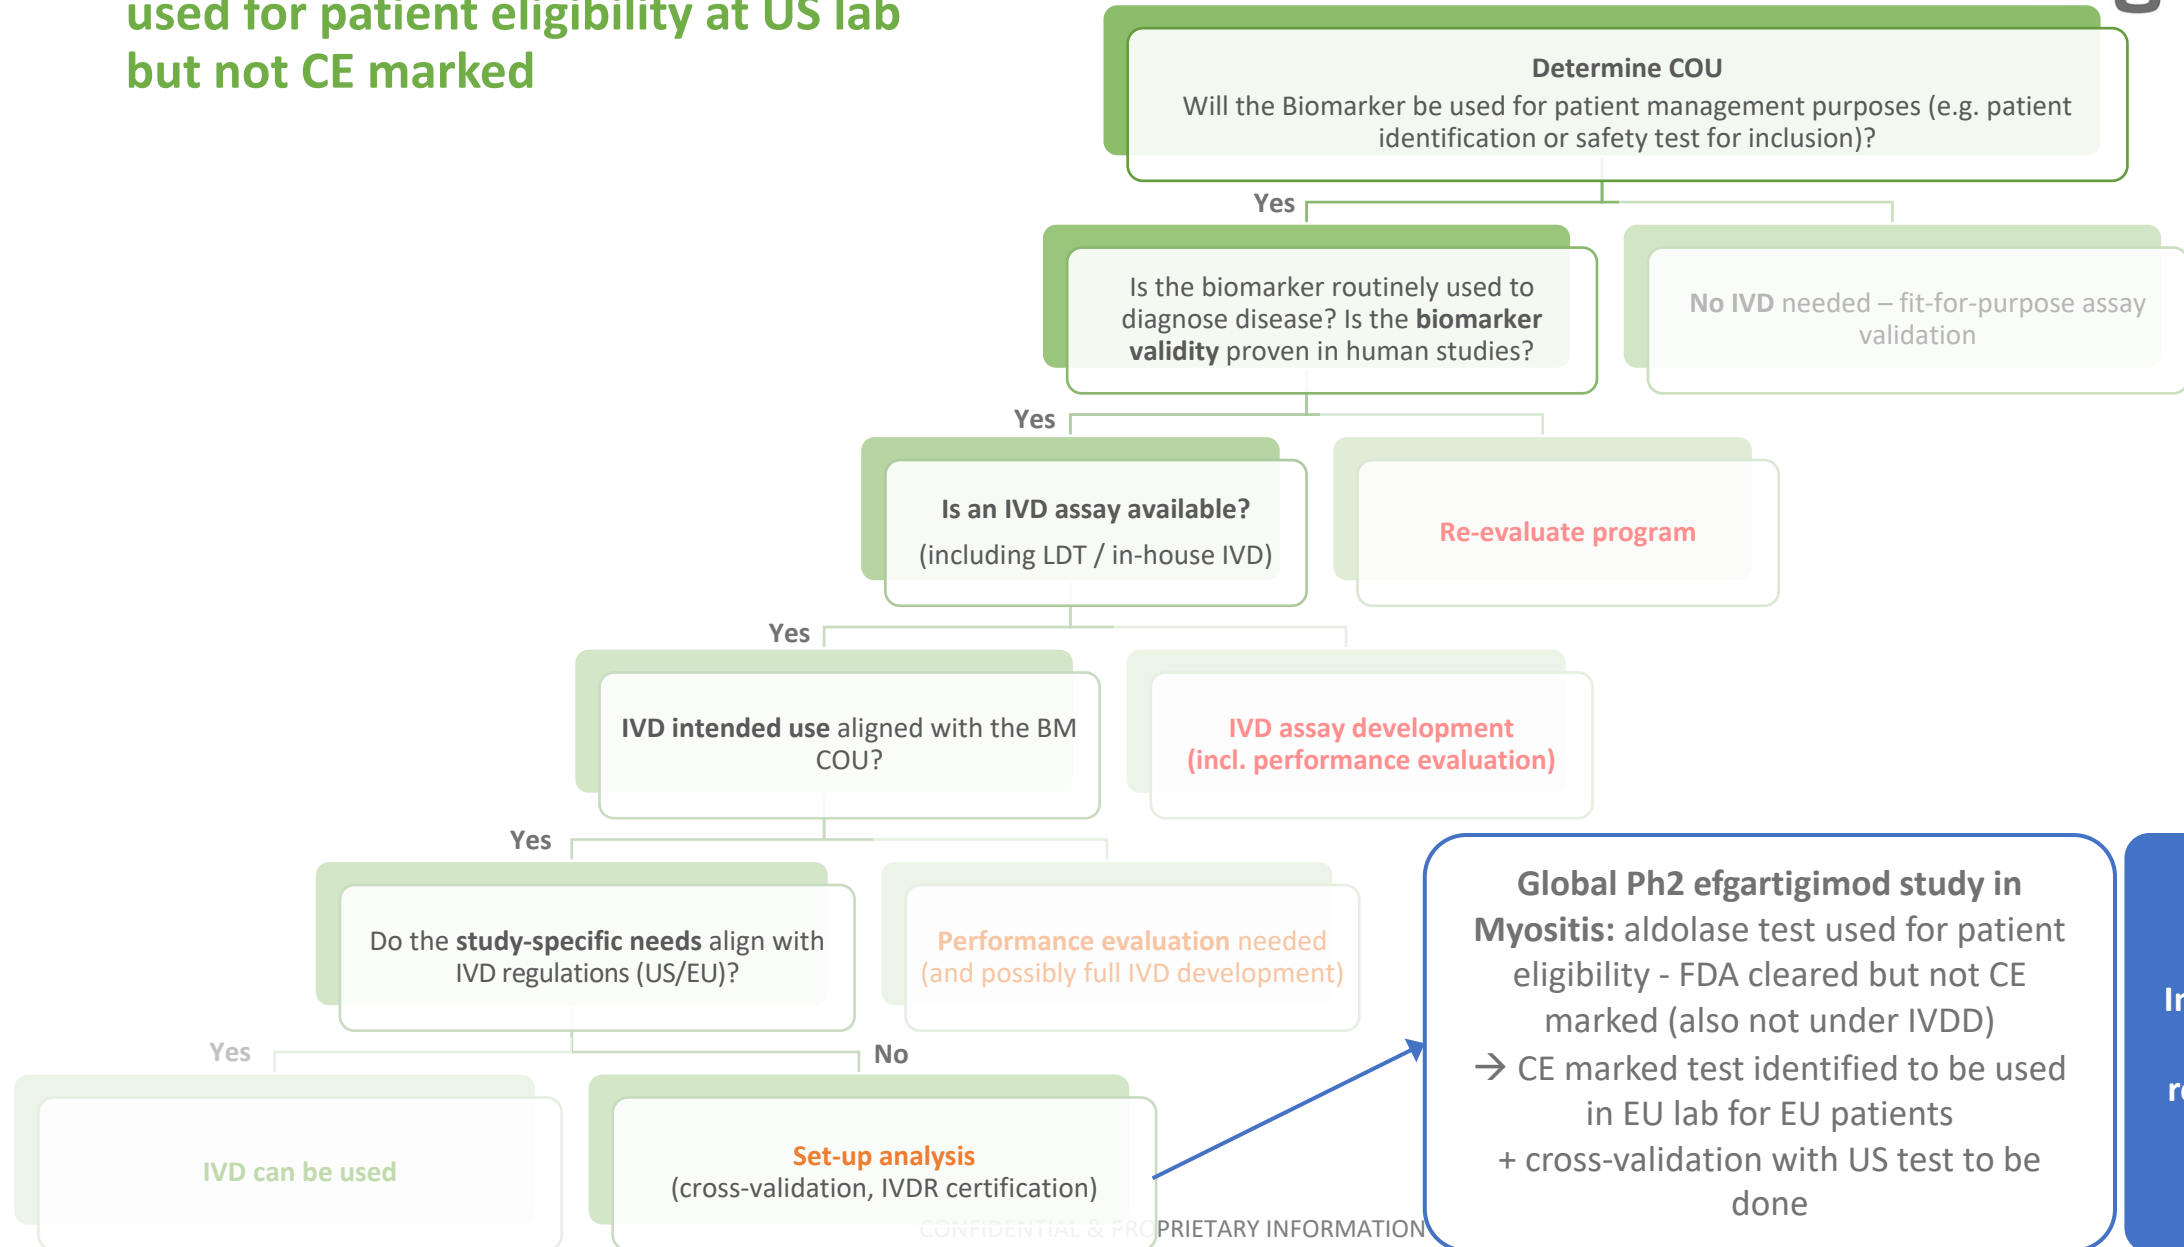 used for patient eligibility at US lab
but not CE marked
Determine COU
Will the Biomarker be used for patient management purposes (e.g. patient
identification or safety test for inclusion)?
Yes
Is the biomarker routinely used to
diagnose disease? Is the biomarker
validity proven in human studies?
No IVD needed – fit-for-purpose assay
validation
Yes
Is an IVD assay available?
(including LDT / in-house IVD)
Re-evaluate program
Yes
IVD intended use aligned with the BM
COU?
IVD assay development
(incl. performance evaluation)
Yes
Do the study-specific needs align with
IVD regulations (US/EU)?
Performance evaluation needed
(and possibly full IVD development)
Yes
No
IVD can be used
Set-up analysis
(cross-validation, IVDR certification)
Global Ph2 efgartigimod study in
Myositis: aldolase test used for patient
eligibility - FDA cleared but not CE
marked (also not under IVDD)
→ CE marked test identified to be used
in EU lab for EU patients
+ cross-validation with US test to be
done
CONFIDENTIAL & PROPRIETARY INFORMATION